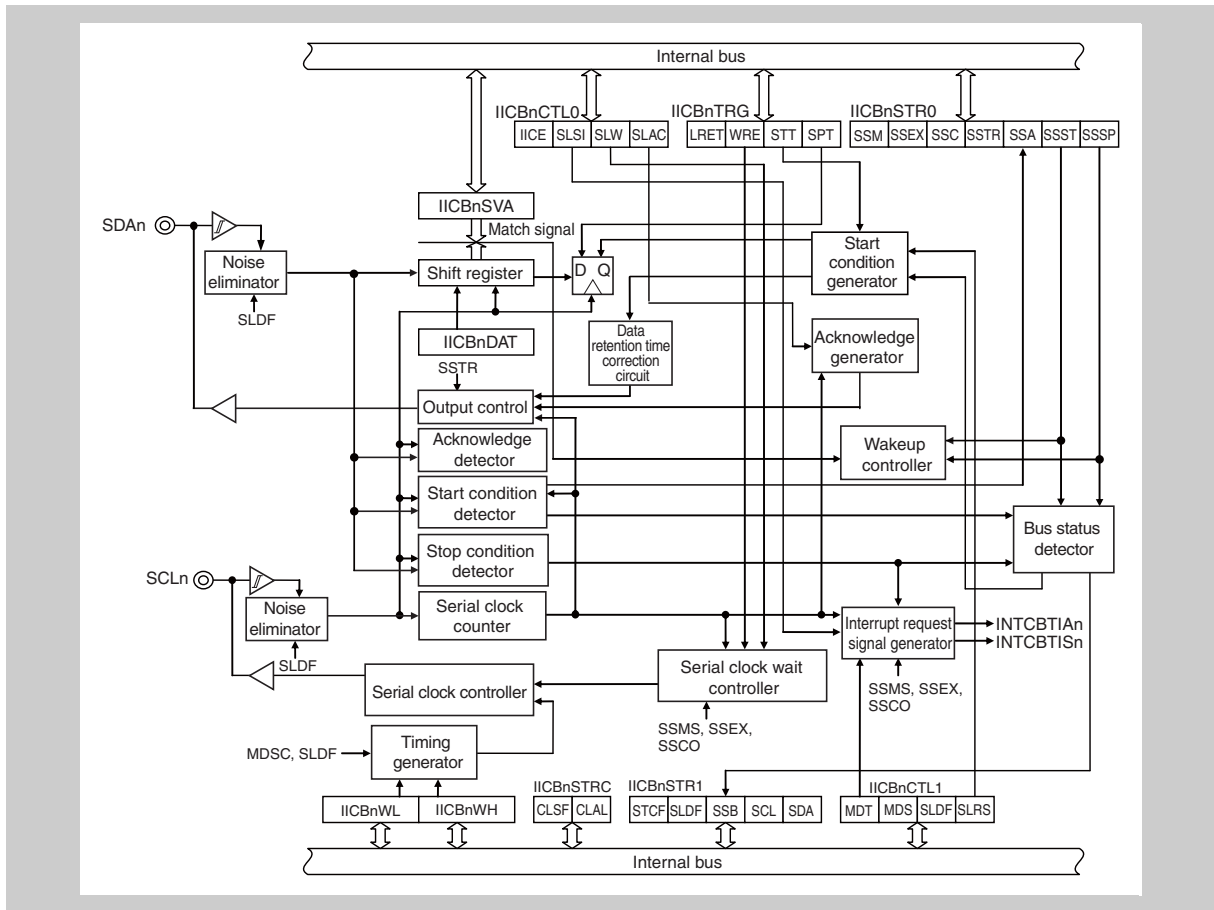 Internal bus
IICBnCTL0
IICBnTRG
IICBnSTR0
IICE SLSI SLW SLAC
LRET WRE STT SPT
SSM SSEX SSC SSTR SSA SSST SSSP
IICBnSVA
SDAn
Match signal
Noise
eliminator
SLDF
Shift register
D Q
Start
condition
generator
IICBnDAT
Data
retention time
correction
circuit
Acknowledge
generator
SSTR
Output control
Acknowledge
detector
Wakeup
controller
Start condition
detector
Bus status
detector
Stop condition
detector
SCLn
Noise
eliminator
SLDF
Serial clock
counter
Interrupt request
signal generator
INTCBTIAn
INTCBTISn
Serial clock controller
Serial clock wait
controller
SSMS, SSEX,
SSCO
SSMS, SSEX,
SSCO
MDSC, SLDF
Timing
generator
IICBnWL IICBnWH
IICBnSTRC
CLSF CLAL
IICBnSTR1
STCF SLDF SSB SCL SDA
IICBnCTL1
MDT MDS SLDF SLRS
Internal bus